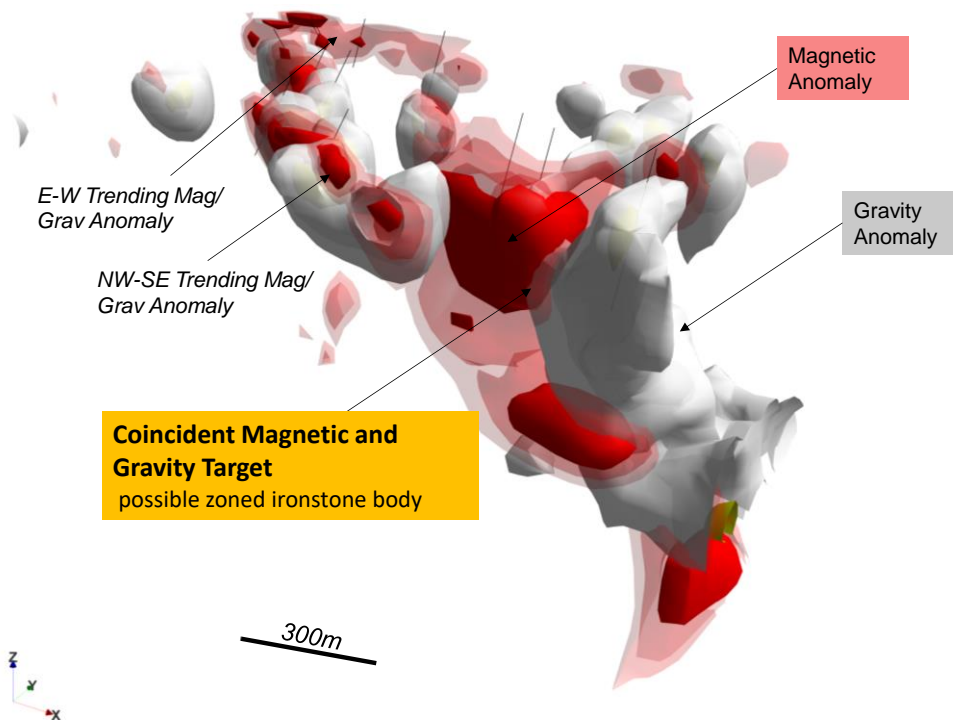 Magnetic
Anomaly
E-W Trending Mag/
Grav Anomaly
Gravity
Anomaly
NW-SE Trending Mag/
Grav Anomaly
Coincident Magnetic and
Gravity Target
possible zoned ironstone body
300m
Z
Y
X